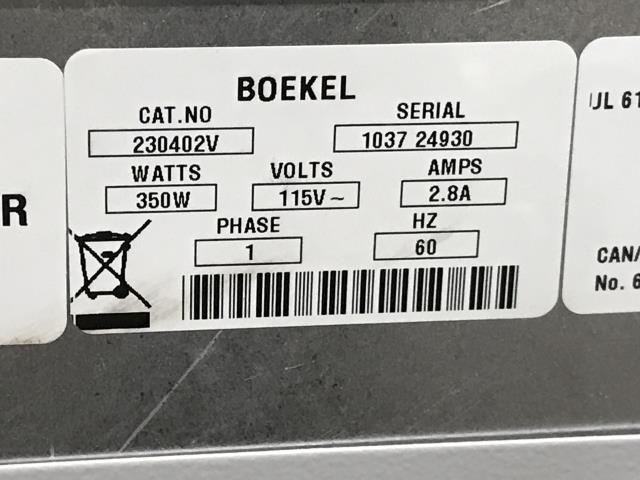 BOEKEL
CAT.NO SERIAL
230402V 1037 24930
WATTS VOLTS AMPS
350W 115V~ 2.8A
PHASE HZ
1 60
R
UL 61
CAN/
No. 6